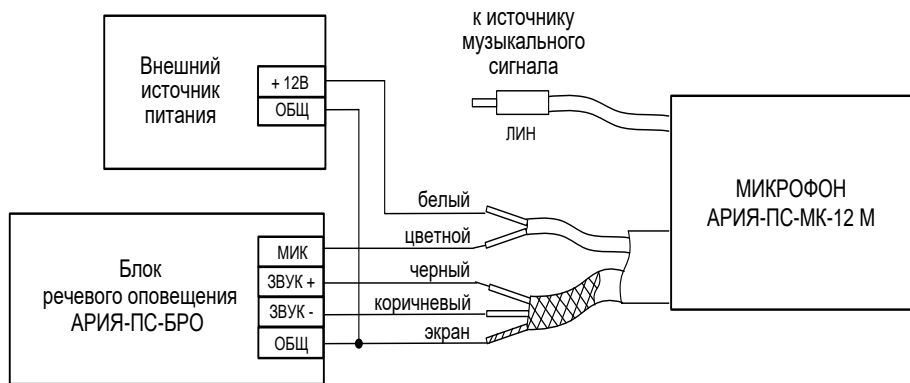 к источнику
музыкального
сигнала
Внешний
источник
питания
+ 12В
ОБЩ
ЛИН
МИКРОФОН
АРИЯ-ПС-МК-12 М
белый
цветной
черный
коричневый
экран
Блок
речевого оповещения
АРИЯ-ПС-БРО
МИК
ЗВУК +
ЗВУК -
ОБЩ